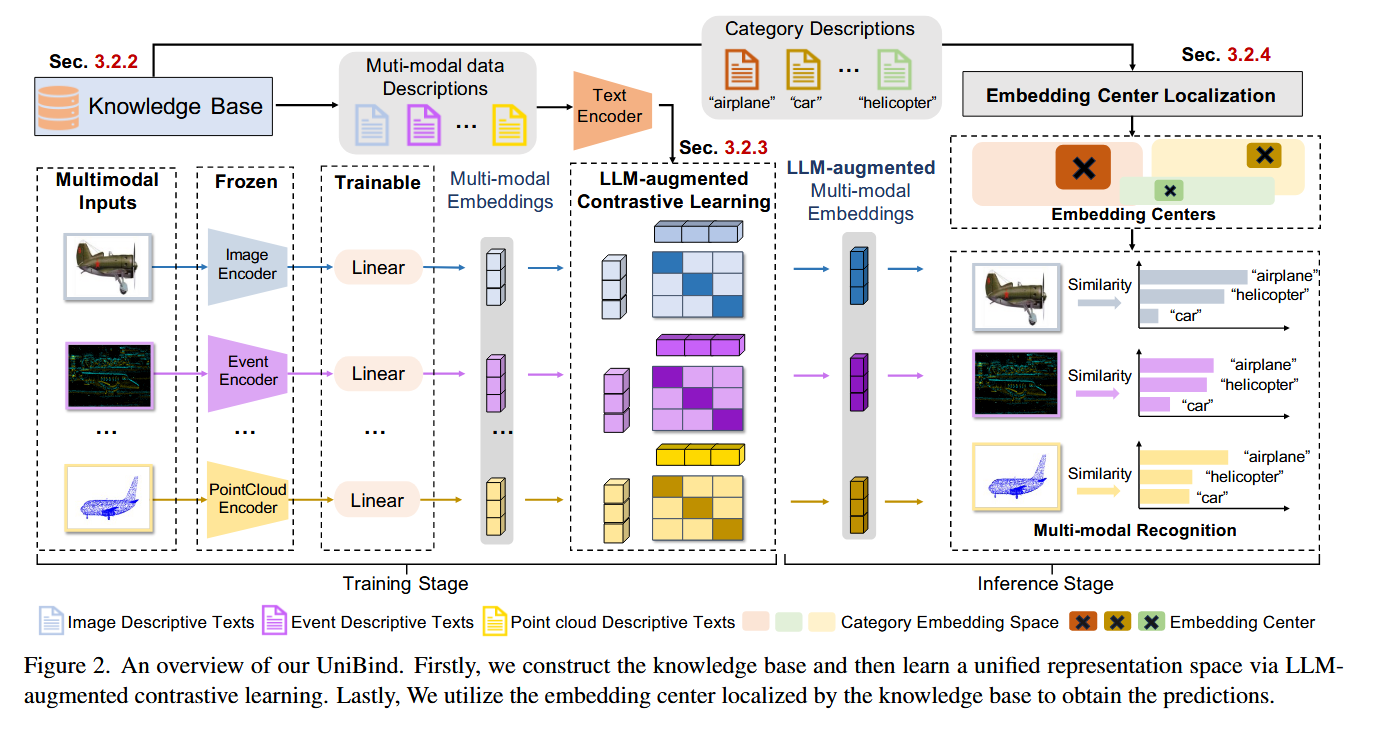 Sec. 3.2.2
Knowledge Base
Muti-modal data
Descriptions
...
Text
Encoder
Category Descriptions
...
“airplane” “car” “helicopter”
Sec. 3.2.4
Embedding Center Localization
Sec. 3.2.3
Multimodal
Inputs
Frozen
Trainable
Multi-modal
Embeddings
LLM-augmented
Contrastive Learning
LLM-augmented
Multi-modal
Embeddings
Embedding Centers
Image
Encoder
Linear
Event
Encoder
Linear
...
...
...
...
PointCloud
Encoder
Linear
Similarity
“airplane”
“helicopter”
“car”
Similarity
“airplane”
“helicopter”
“car”
Similarity
“airplane”
“helicopter”
“car”
Multi-modal Recognition
Training Stage
Inference Stage
Image Descriptive Texts Event Descriptive Texts Point cloud Descriptive Texts Category Embedding Space Embedding Center
Figure 2. An overview of our UniBind. Firstly, we construct the knowledge base and then learn a unified representation space via LLM-
augmented contrastive learning. Lastly, We utilize the embedding center localized by the knowledge base to obtain the predictions.